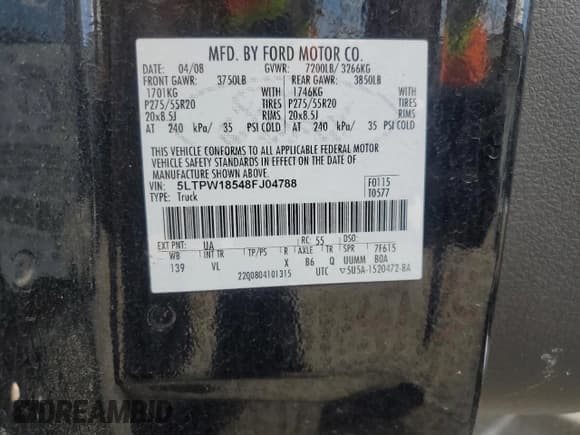 MFD. BY FORD MOTOR CO.
DATE: 04/08 GVWR: 7200LB/ 3266KG
FRONT GAWR: 3750LB REAR GAWR: 3850LB
1701KG WITH 1746KG WITH
P275/55R20 TIRES P275/55R20 TIRES
20x8.5J RIMS 20x8.5J RIMS
AT 240 kPa/ 35 PSI COLD AT 240 kPa/ 35 PSI COLD
THIS VEHICLE CONFORMS TO ALL APPLICABLE FEDERAL MOTOR
VEHICLE SAFETY STANDARDS IN EFFECT ON THE DATE OF
MANUFACTURE SHOWN ABOVE.
VIN: 5LTPW18548FJ04788 F0115
TYPE: Truck T0577
EXT PNT: UA RC: 55 DSO:
WB INT TR TP/PS R AXLE TR SPR 7F615
139 VL X B6 Q UUMM BOA
22Q0804101315 UTC ▽5U5A-1520472-BA
DREAMBID